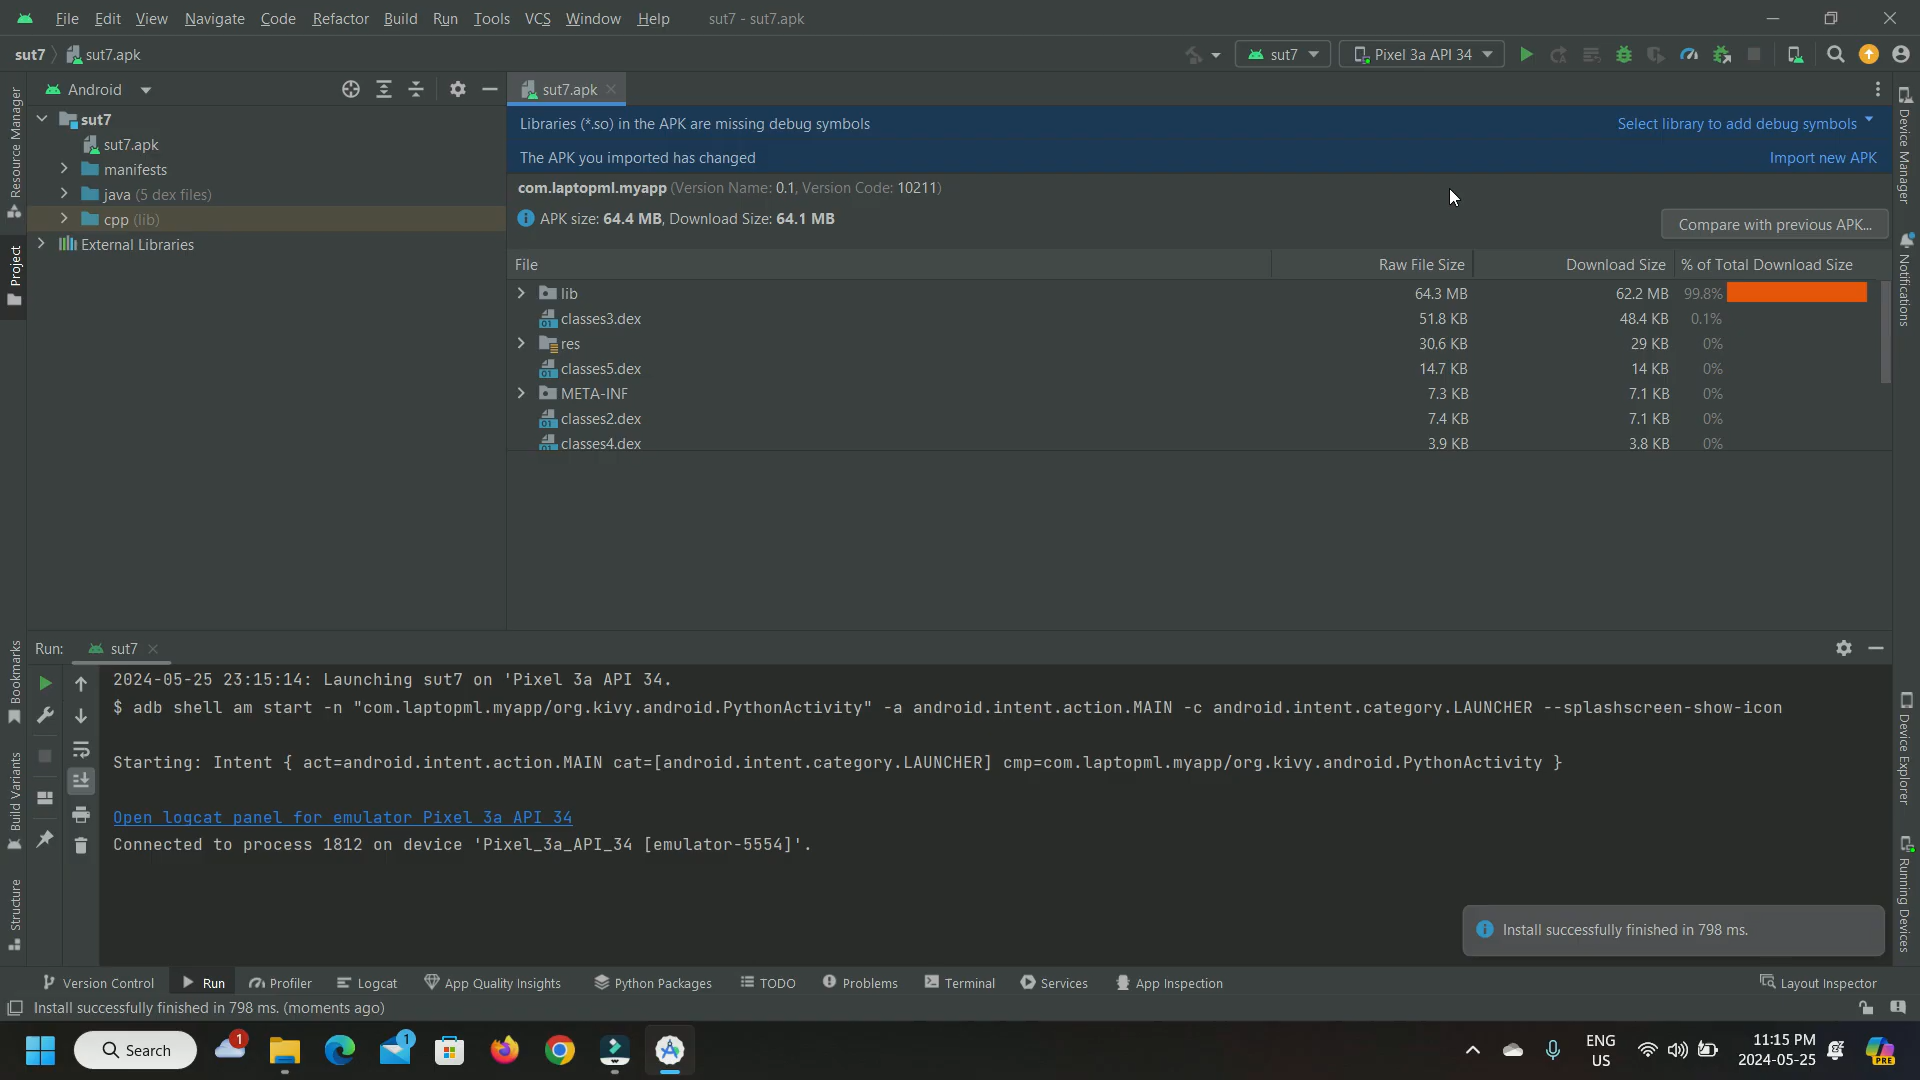 File Edit View Navigate Code Refactor Build Run Tools VCS Window Help sut7 - sut7.apk
sut7 sut7.apk sut7 Pixel 3a API 34
Android sut7.apk
sut7
sut7.apk
manifests
java (5 dex files)
cpp (lib)
External Libraries
Libraries (*.so) in the APK are missing debug symbols Select library to add debug symbols
The APK you imported has changed Import new APK
com.laptopml.myapp (Version Name: 0.1, Version Code: 10211)
APK size: 64.4 MB, Download Size: 64.1 MB Compare with previous APK...
File Raw File Size Download Size % of Total Download Size
lib 64.3 MB 62.2 MB 99.8%
classes3.dex 51.8 KB 48.4 KB 0.1%
res 30.6 KB 29 KB 0%
classes5.dex 14.7 KB 14 KB 0%
META-INF 7.3 KB 7.1 KB 0%
classes2.dex 7.4 KB 7.1 KB 0%
classes4.dex 3.9 KB 3.8 KB 0%
Resource Manager
Project
Bookmarks
Build Variants
Structure
Device Manager
Notifications
Device Explorer
Running Devices
Run: sut7
2024-05-25 23:15:14: Launching sut7 on 'Pixel 3a API 34.
$ adb shell am start -n "com.laptopml.myapp/org.kivy.android.PythonActivity" -a android.intent.action.MAIN -c android.intent.category.LAUNCHER --splashscreen-show-icon
Starting: Intent { act=android.intent.action.MAIN cat=[android.intent.category.LAUNCHER] cmp=com.laptopml.myapp/org.kivy.android.PythonActivity }
Open logcat panel for emulator Pixel 3a API 34
Connected to process 1812 on device 'Pixel_3a_API_34 [emulator-5554]'.
Install successfully finished in 798 ms.
Version Control Run Profiler Logcat App Quality Insights Python Packages TODO Problems Terminal Services App Inspection Layout Inspector
Install successfully finished in 798 ms. (moments ago)
Search 1 1 ENG 11:15 PM
US 2024-05-25 PRE